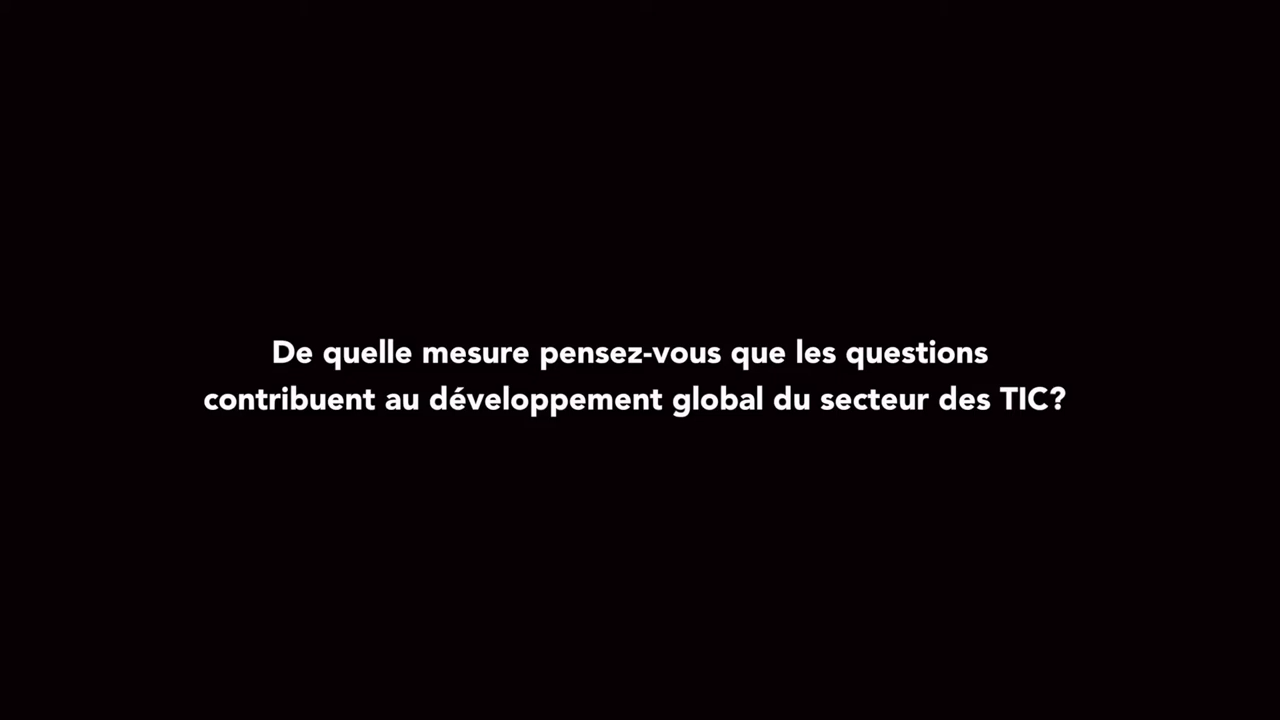 De quelle mesure pensez-vous que les questions
contribuent au développement global du secteur des TIC?